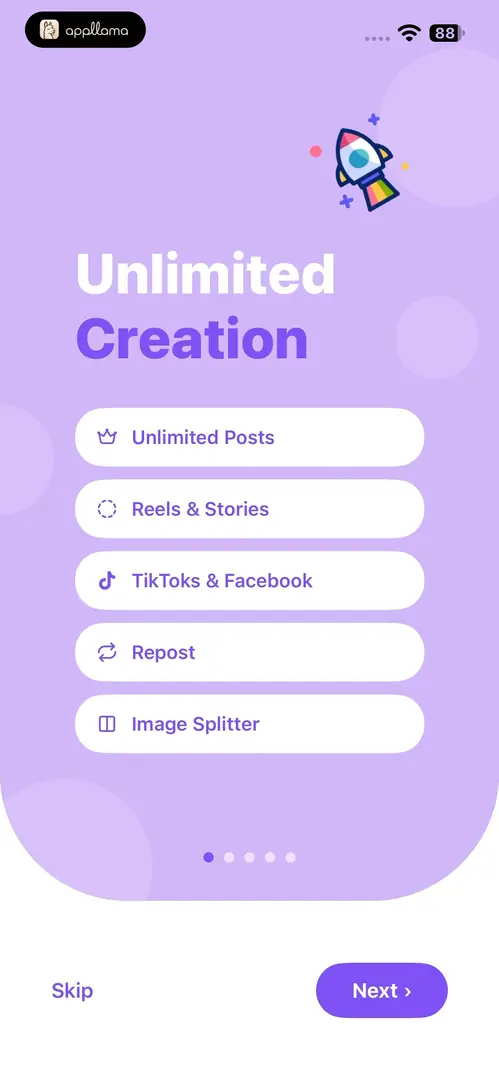 appllama
88
Unlimited
Creation
Unlimited Posts
Reels & Stories
TikToks & Facebook
Repost
Image Splitter
Skip
Next ›